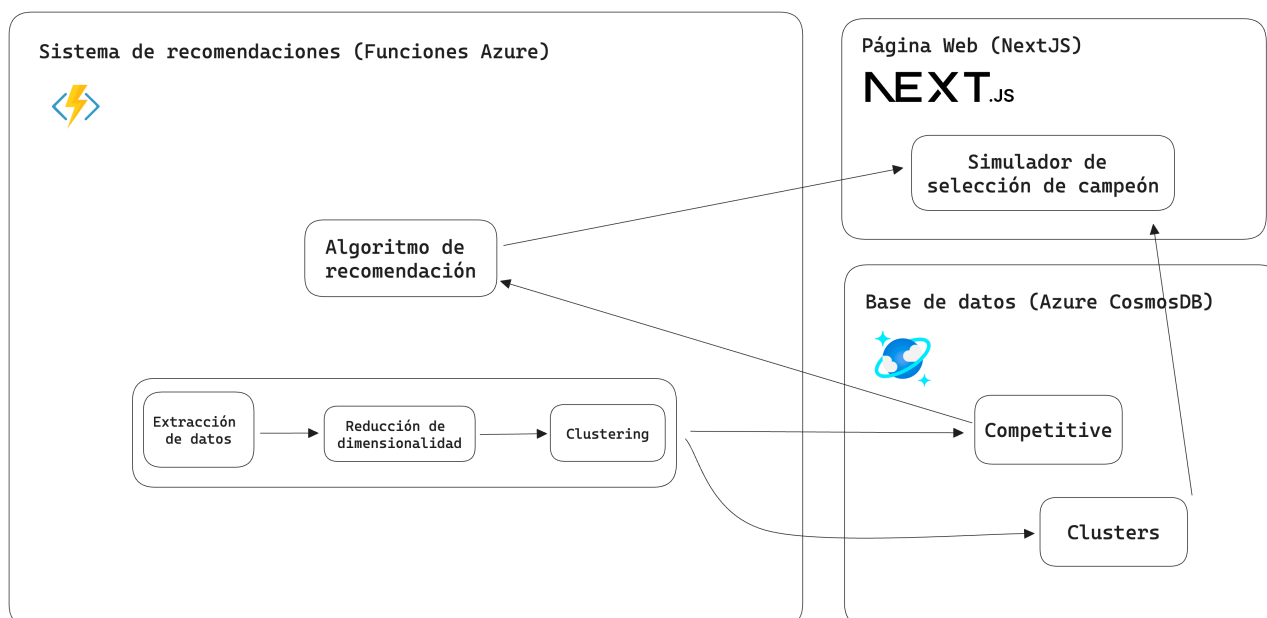 Sistema de recomendaciones (Funciones Azure)
Página Web (NextJS)
NEXT.JS
Simulador de
selección de campeón
Algoritmo de
recomendación
Base de datos (Azure CosmosDB)
Extracción
de datos
Reducción de
dimensionalidad
Clustering
Competitive
Clusters